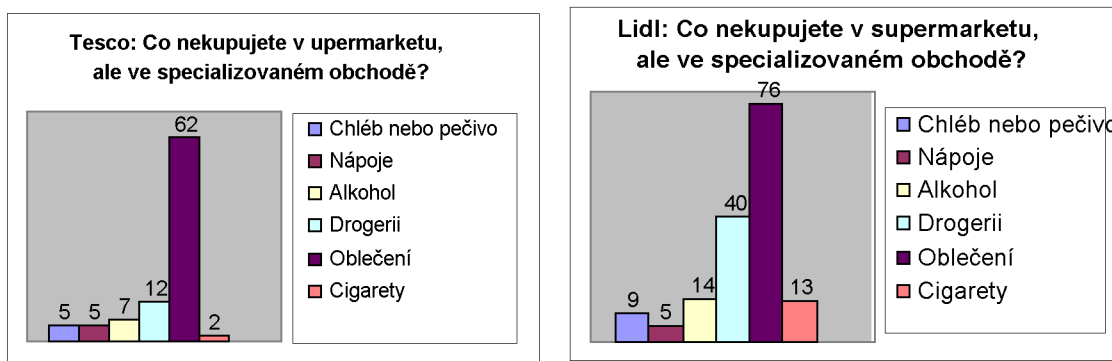 Tesco: Co nekupujete v upermarketu,
ale ve specializovaném obchodě?
62
12
7
5
5
2
Chléb nebo pečivo
Nápoje
Alkohol
Drogerii
Oblečení
Cigarety
Lidl: Co nekupujete v supermarketu,
ale ve specializovaném obchodě?
76
40
14
13
9
5
Chléb nebo pečivo
Nápoje
Alkohol
Drogerii
Oblečení
Cigarety